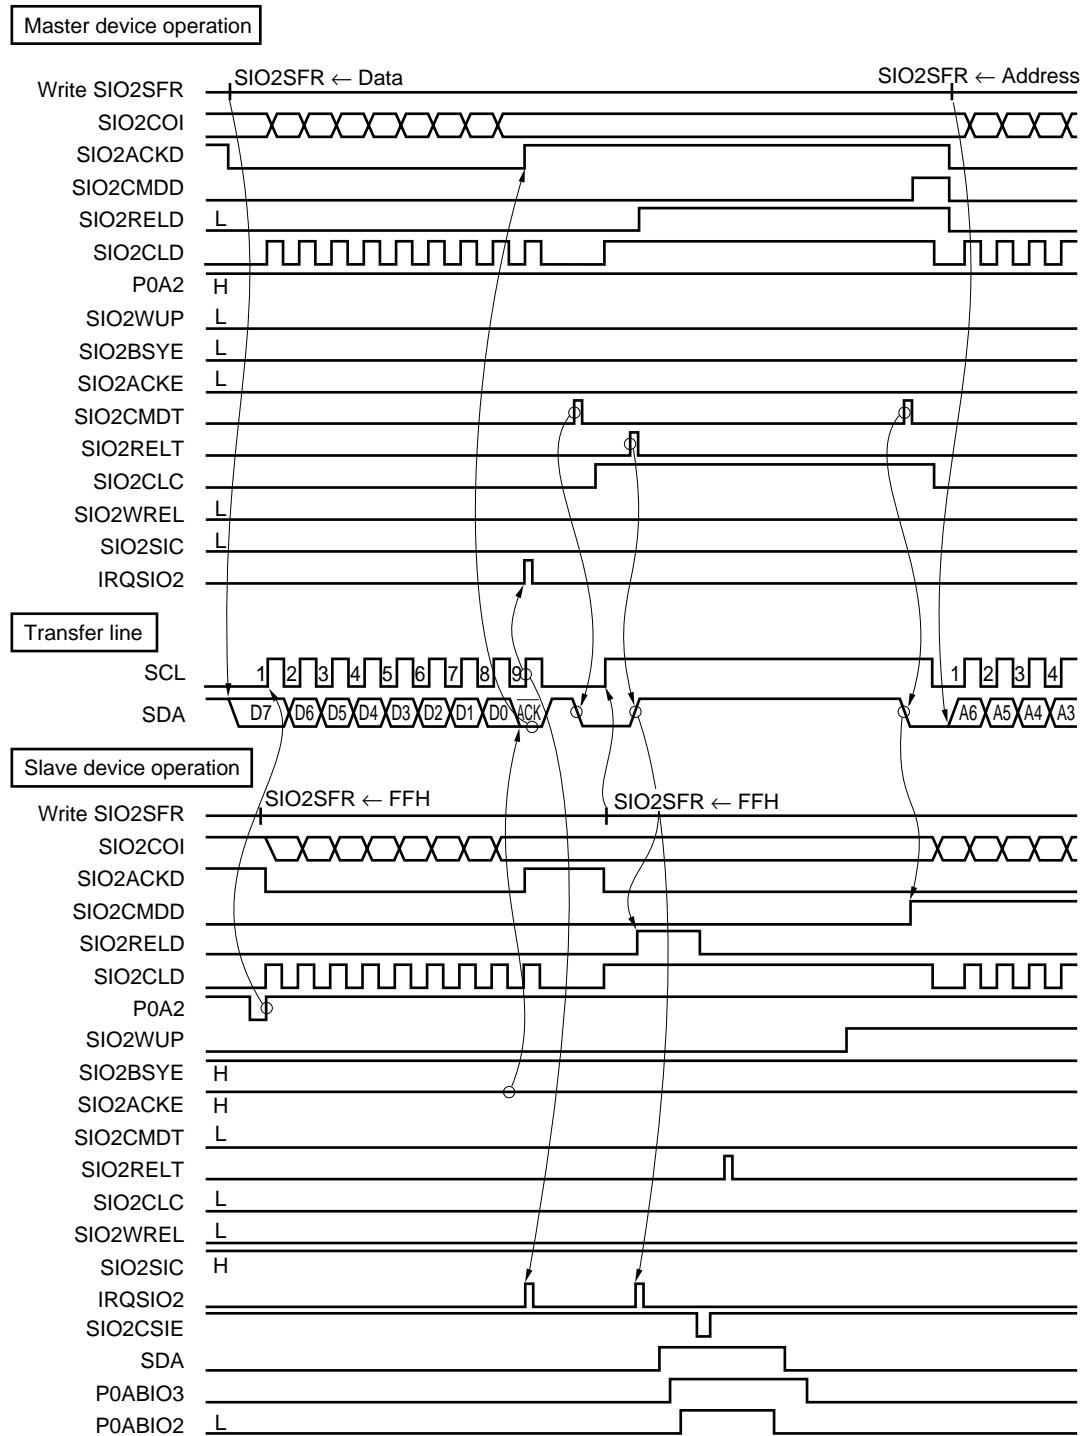 Master device operation
SIO2SFR ← Data
SIO2SFR ← Address
Write SIO2SFR
SIO2COI
SIO2ACKD
SIO2CMDD
SIO2RELD L
SIO2CLD
P0A2 H
SIO2WUP L
SIO2BSYE L
SIO2ACKE L
SIO2CMDT
SIO2RELT
SIO2CLC
SIO2WREL L
SIO2SIC L
IRQSIO2
Transfer line
SCL 1 2 3 4 5 6 7 8 9 1 2 3 4
SDA D7 D6 D5 D4 D3 D2 D1 D0 ACK A6 A5 A4 A3
Slave device operation
SIO2SFR ← FFH
SIO2SFR ← FFH
Write SIO2SFR
SIO2COI
SIO2ACKD
SIO2CMDD
SIO2RELD
SIO2CLD
P0A2
SIO2WUP
SIO2BSYE H
SIO2ACKE H
SIO2CMDT L
SIO2RELT
SIO2CLC L
SIO2WREL L
SIO2SIC H
IRQSIO2
SIO2CSIE
SDA
P0ABIO3
P0ABIO2 L